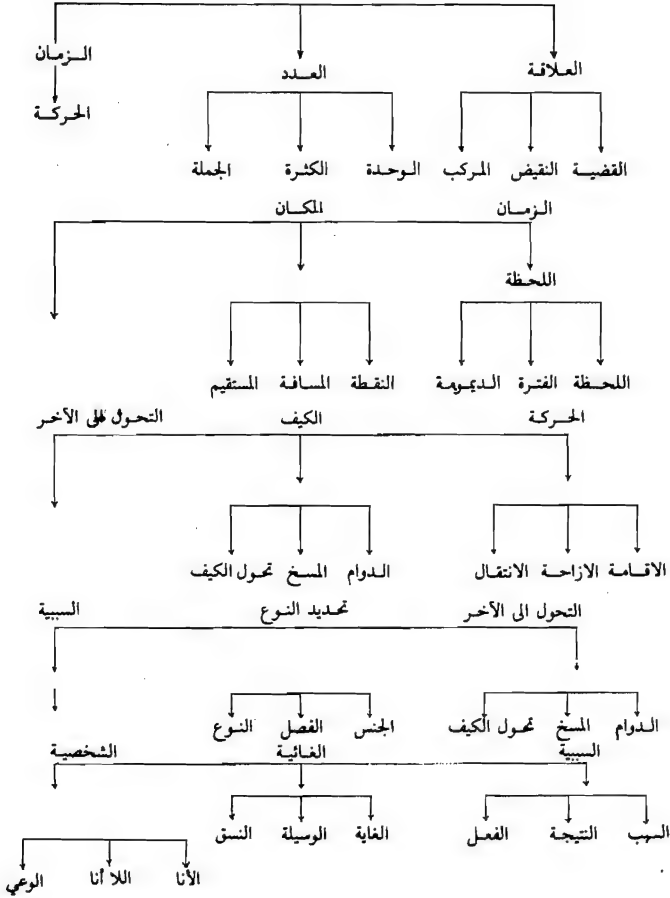 العلاقة العدد الزمان
الحركة
القضية النقيض المركب الوحدة الكثرة الجملة
الزمان المكان
اللحظة
اللحظة الفترة الديمومة النقطة المسافة المستقيم
الحركة الكيف التحول الى الآخر
الاقامة الازاحة الانتقال الدوام المسخ تحول الكيف
التحول الى الآخر تحديد النوع السببية
الدوام المسخ تحول الكيف الجنس الفصل النوع
السببية الغائية الشخصية
السبب النتيجة الفعل الغاية الوسيلة النسق
الأنا اللا أنا الوعي